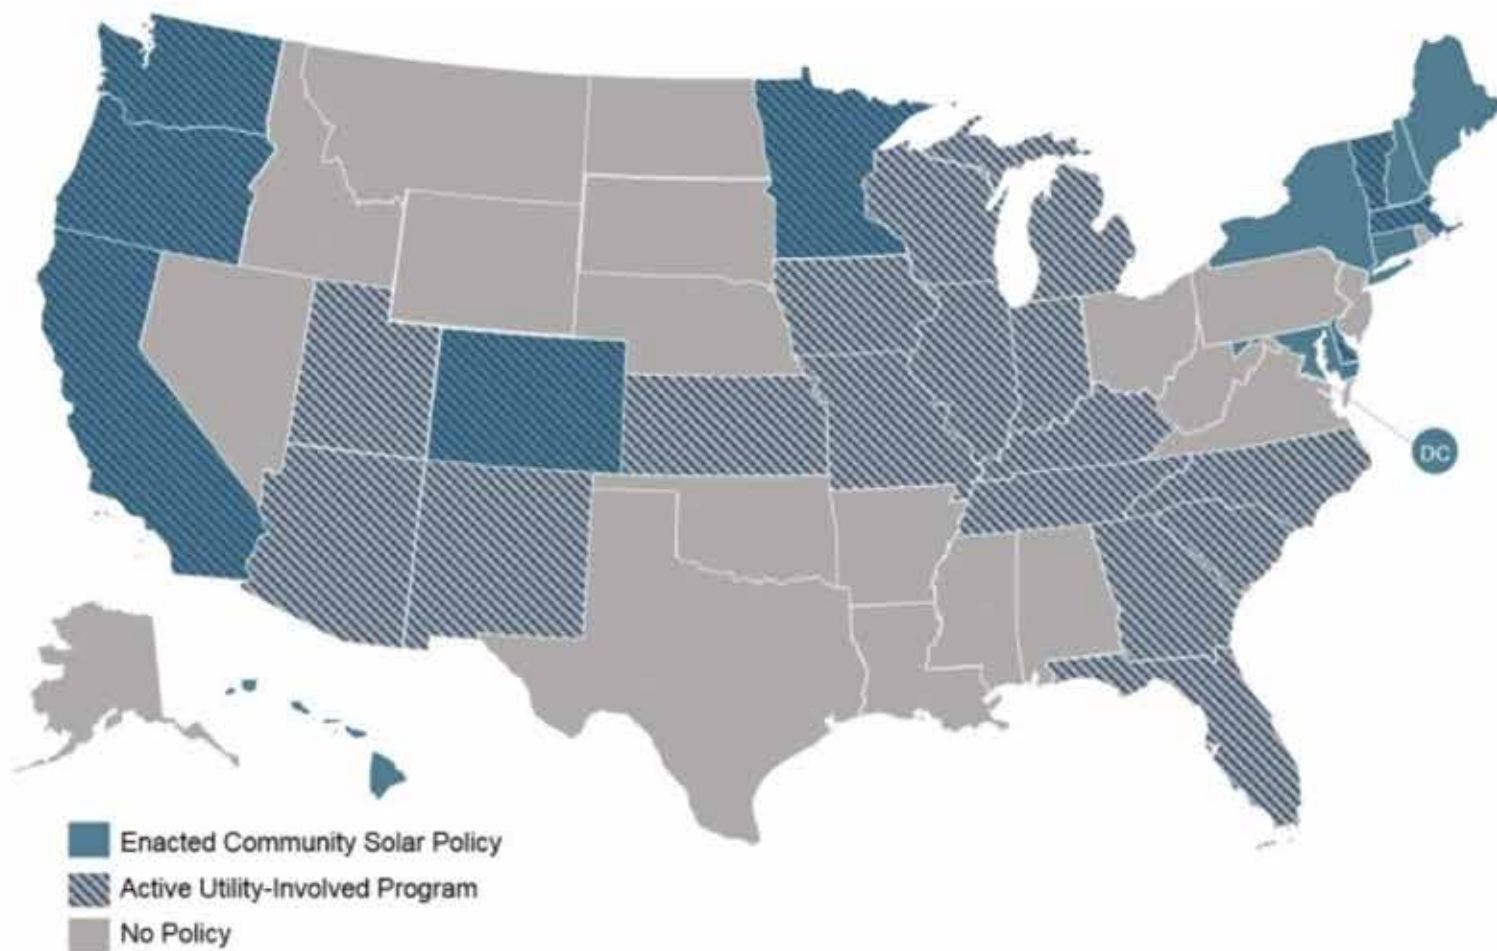 DC
Enacted Community Solar Policy
Active Utility-Involved Program
No Policy